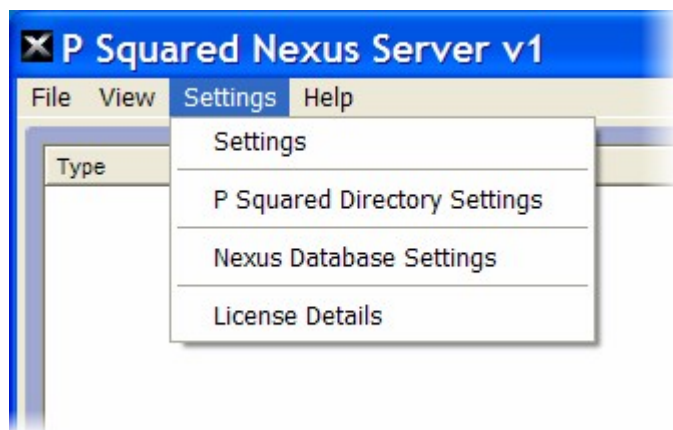 P Squared Nexus Server v1
File View Settings Help
Type
Settings
P Squared Directory Settings
Nexus Database Settings
License Details